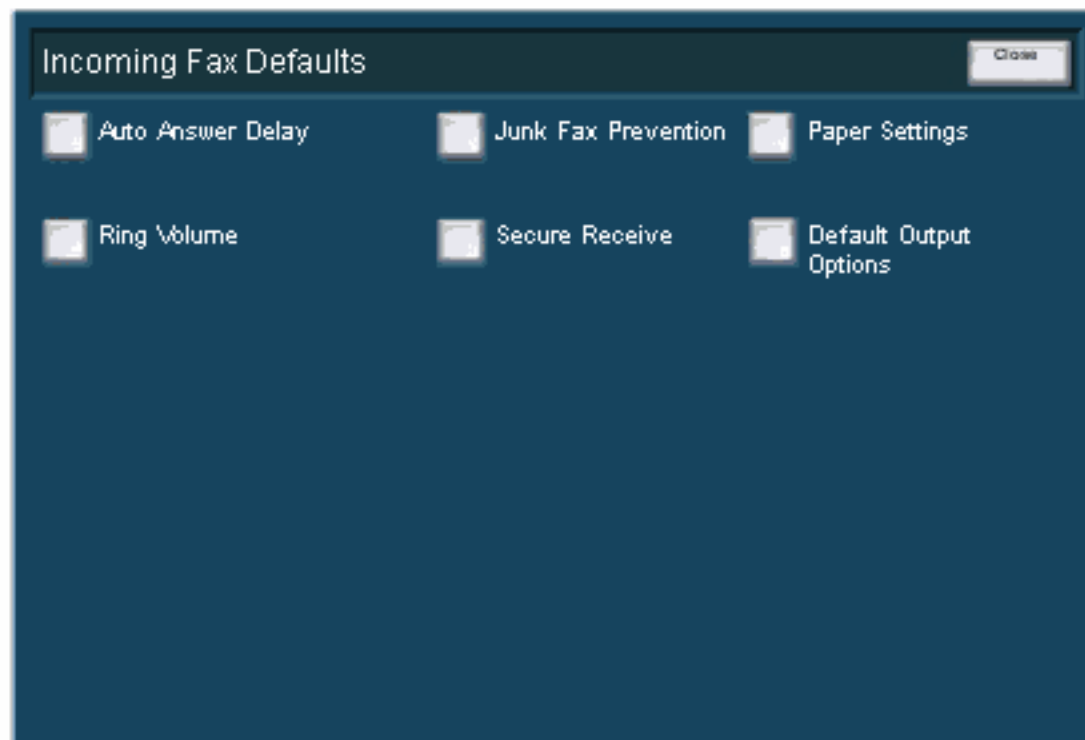 Incoming Fax Defaults
Close
Auto Answer Delay
Junk Fax Prevention
Paper Settings
Ring Volume
Secure Receive
Default Output
Options